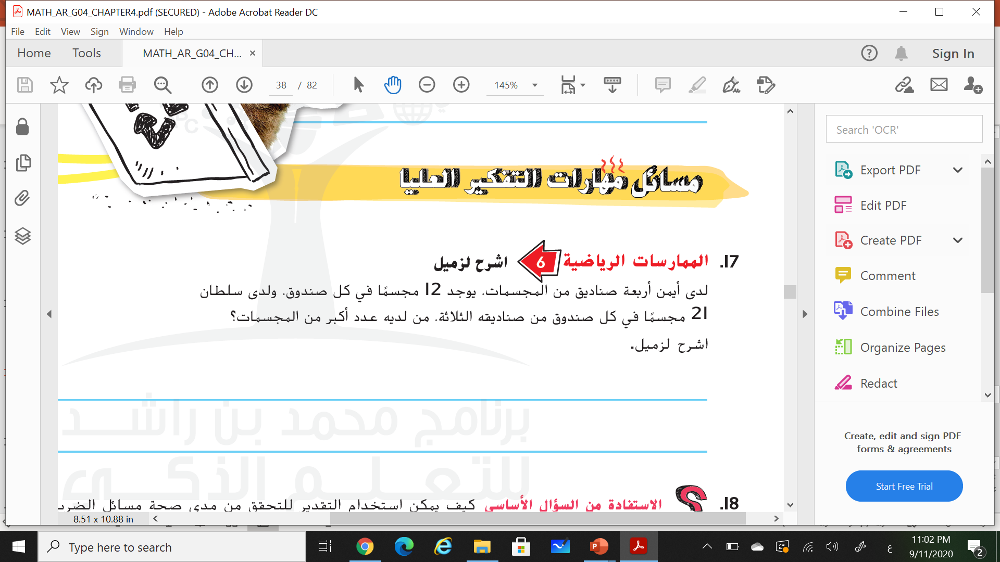 MATH_AR_G04_CHAPTER4.pdf (SECURED) - Adobe Acrobat Reader DC
File Edit View Sign Window Help
Home Tools MATH_AR_G04_CH... × Sign In
38 / 82 145%
Search 'OCR'
Export PDF
Edit PDF
Create PDF
Comment
Combine Files
Organize Pages
Redact
Create, edit and sign PDF
forms & agreements
Start Free Trial
مسائل مهارات التفكير العليا
17. الممارسات الرياضية 6 اشرح لزميل
لدى أيمن أربعة صناديق من المجسمات. يوجد 12 مجسمًا في كل صندوق. ولدى سلطان
21 مجسمًا في كل صندوق من صناديقه الثلاثة. من لديه عدد أكبر من المجسمات؟
اشرح لزميل.
برنامج محمد بن راشد
للتعلم الذكي
18. الاستفادة من السؤال الأساسي كيف يمكن استخدام التقدير للتحقق من مدى صحة مسائل الضرب
8.51 x 10.88 in
Type here to search
ع
11:02 PM
9/11/2020
2